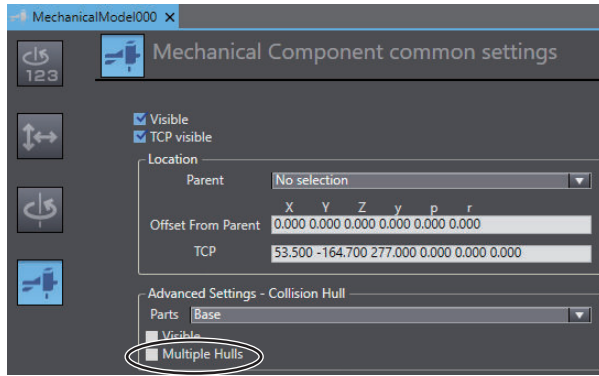 MechanicalModel000 X
123
Mechanical Component common settings
Visible
TCP visible
Location
Parent No selection
X Y Z y p r
Offset From Parent 0.000 0.000 0.000 0.000 0.000 0.000
TCP 53.500 -164.700 277.000 0.000 0.000 0.000
Advanced Settings - Collision Hull
Parts Base
Visible
Multiple Hulls